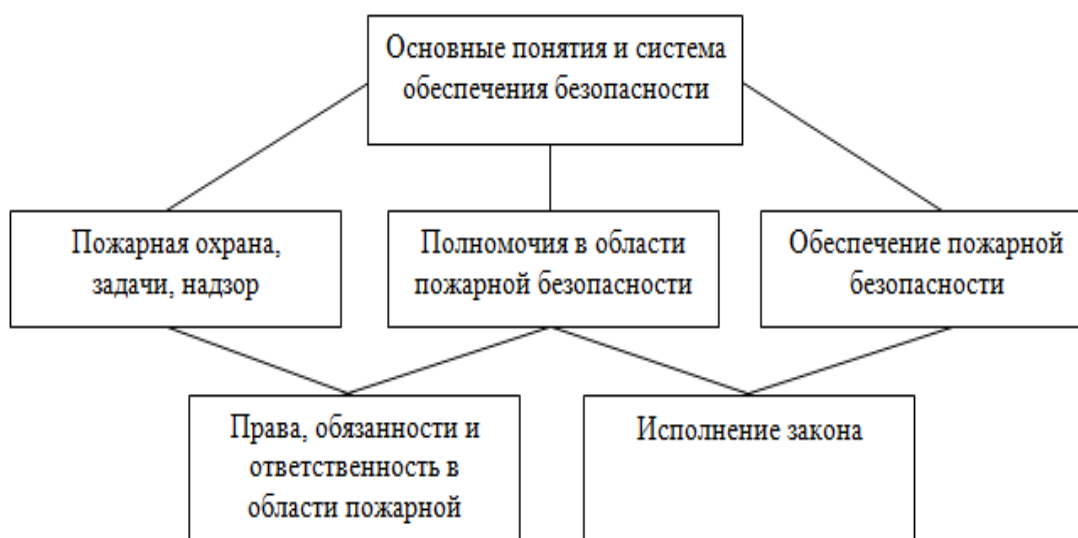 Основные понятия и система
обеспечения безопасности
Пожарная охрана,
задачи, надзор
Полномочия в области
пожарной безопасности
Обеспечение пожарной
безопасности
Права, обязанности и
ответственность в
области пожарной
Исполнение закона